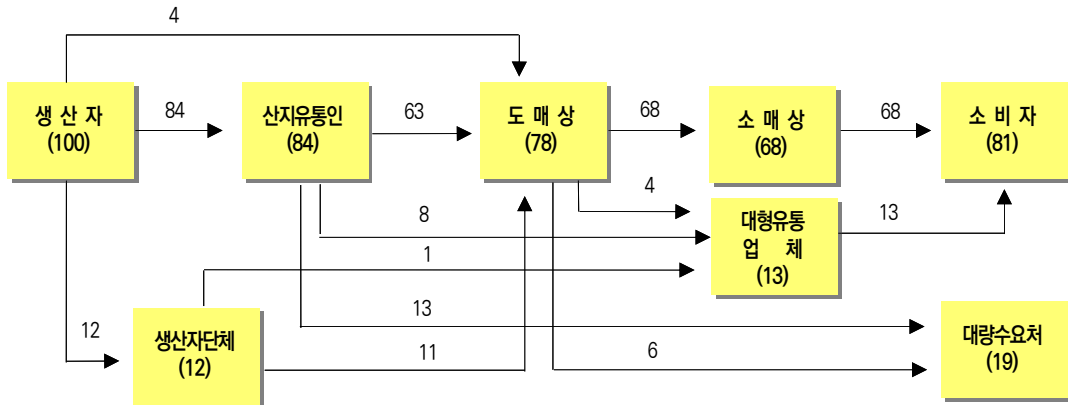 4
생 산 자
(100)
84
산지유통인
(84)
63
도 매 상
(78)
68
소 매 상
(68)
68
소 비 자
(81)
4
8
대형유통
업 체
(13)
13
1
12
생산자단체
(12)
13
11
6
대량수요처
(19)